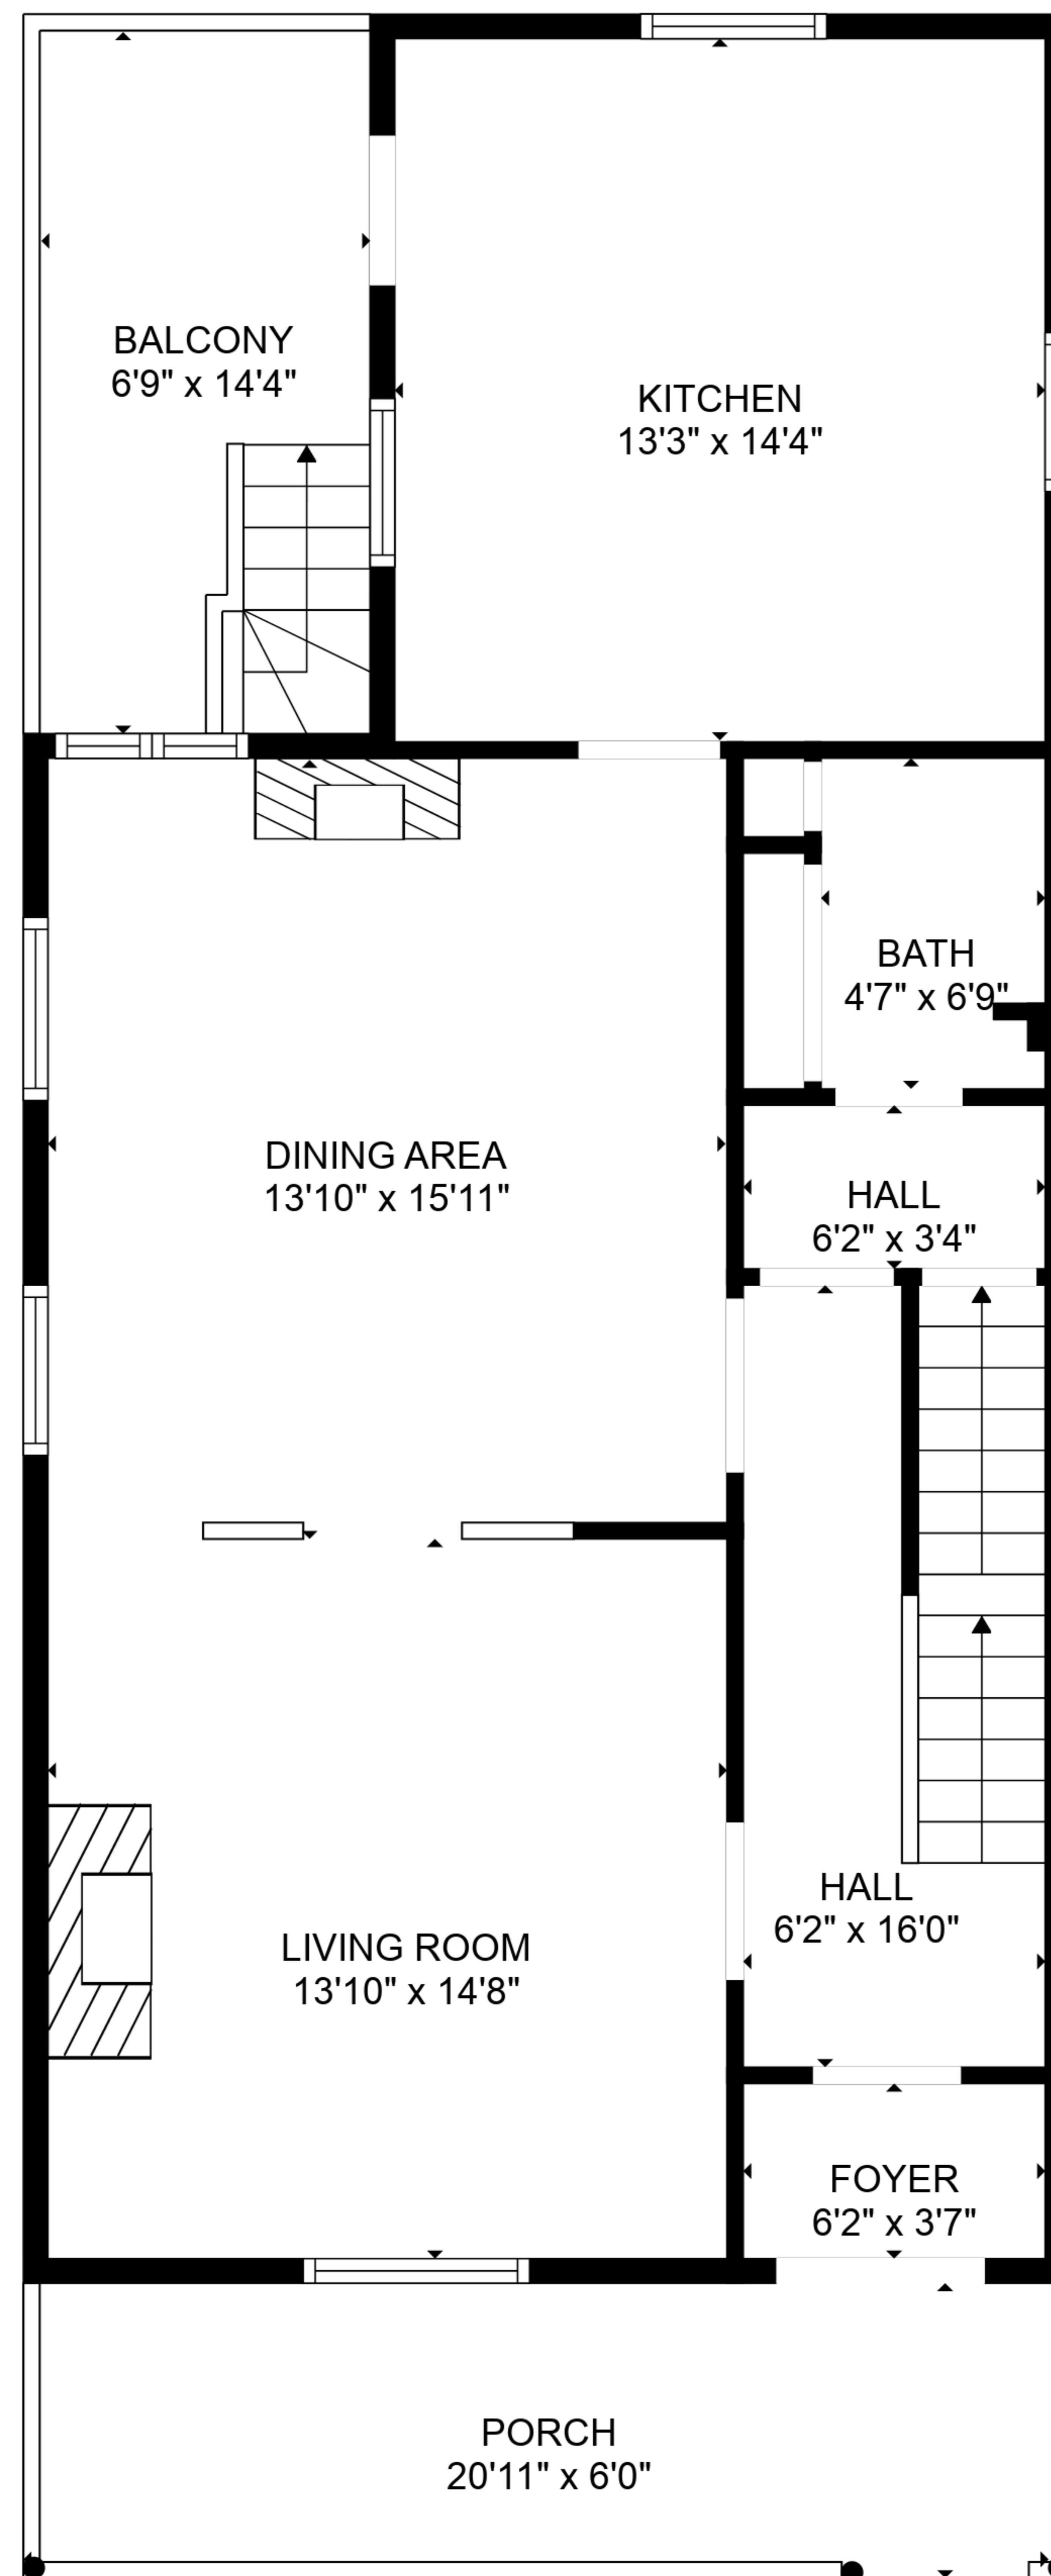 BALCONY
6'9" x 14'4"
KITCHEN
13'3" x 14'4"
BATH
4'7" x 6'9"
DINING AREA
13'10" x 15'11"
HALL
6'2" x 3'4"
HALL
6'2" x 16'0"
LIVING ROOM
13'10" x 14'8"
FOYER
6'2" x 3'7"
PORCH
20'11" x 6'0"